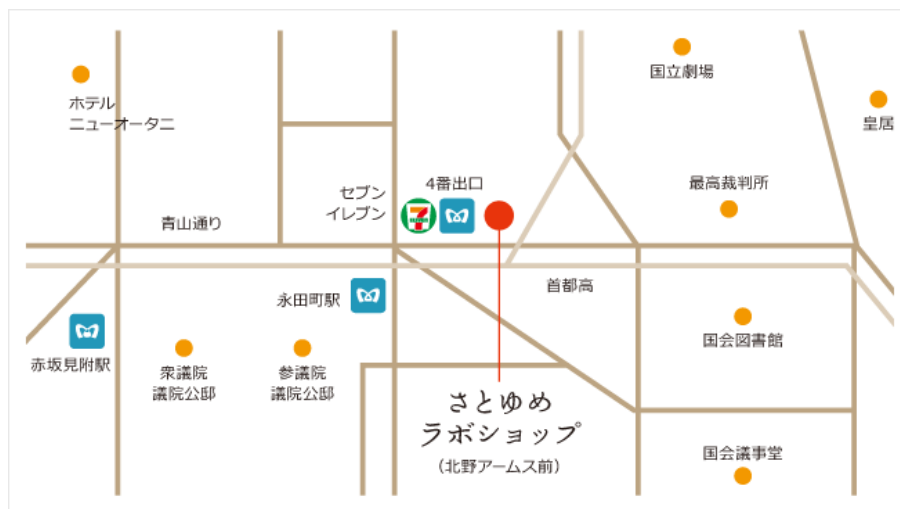 国立劇場
ホテル
ニューオータニ
皇居
セブン
イレブン
4番出口
最高裁判所
7
青山通り
永田町駅
首都高
赤坂見附駅
衆議院
議院公邸
参議院
議院公邸
国会図書館
さとゆめ
ラボショップ
(北野アームス前)
国会議事堂